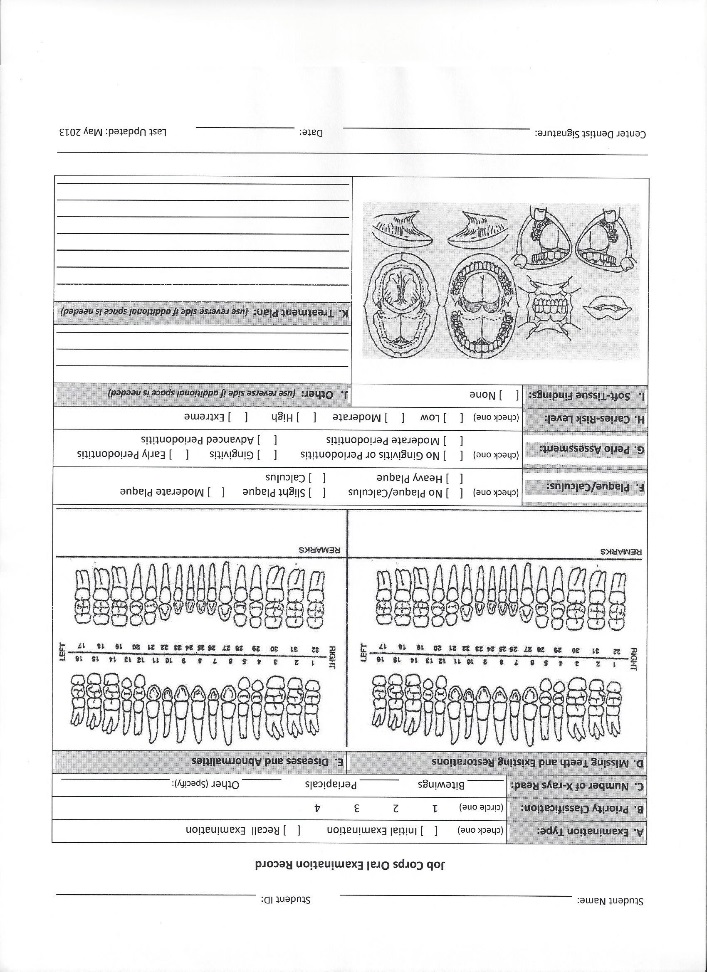 Student Name: Student ID:
Job Corps Oral Examination Record
A. Examination Type: (check one) [ ] Initial Examination [ ] Recall Examination
B. Priority Classification: (circle one) 1 2 3 4
C. Number of X-rays Read: Bitewings Periapicals Other (Specify):
D. Missing Teeth and Existing Restorations E. Diseases and Abnormalities
1 2 3 4 5 6 7 8 9 10 11 12 13 14 15 16 1 2 3 4 5 6 7 8 9 10 11 12 13 14 15 16
RIGHT LEFT RIGHT LEFT
32 31 30 29 28 27 26 25 24 23 22 21 20 19 18 17 32 31 30 29 28 27 26 25 24 23 22 21 20 19 18 17
REMARKS REMARKS
F. Plaque/Calculus: (check one) [ ] No Plaque/Calculus [ ] Slight Plaque [ ] Moderate Plaque
[ ] Heavy Plaque [ ] Calculus
G. Perio Assessment: (check one) [ ] No Gingivitis or Periodontitis [ ] Gingivitis [ ] Early Periodontitis
[ ] Moderate Periodontitis [ ] Advanced Periodontitis
H. Caries-Risk Level: (check one) [ ] Low [ ] Moderate [ ] High [ ] Extreme
I. Soft-Tissue Findings: [ ] None J. Other: (use reverse side if additional space is needed)
K. Treatment Plan: (use reverse side if additional space is needed)
Center Dentist Signature: Date: Last Updated: May 2013